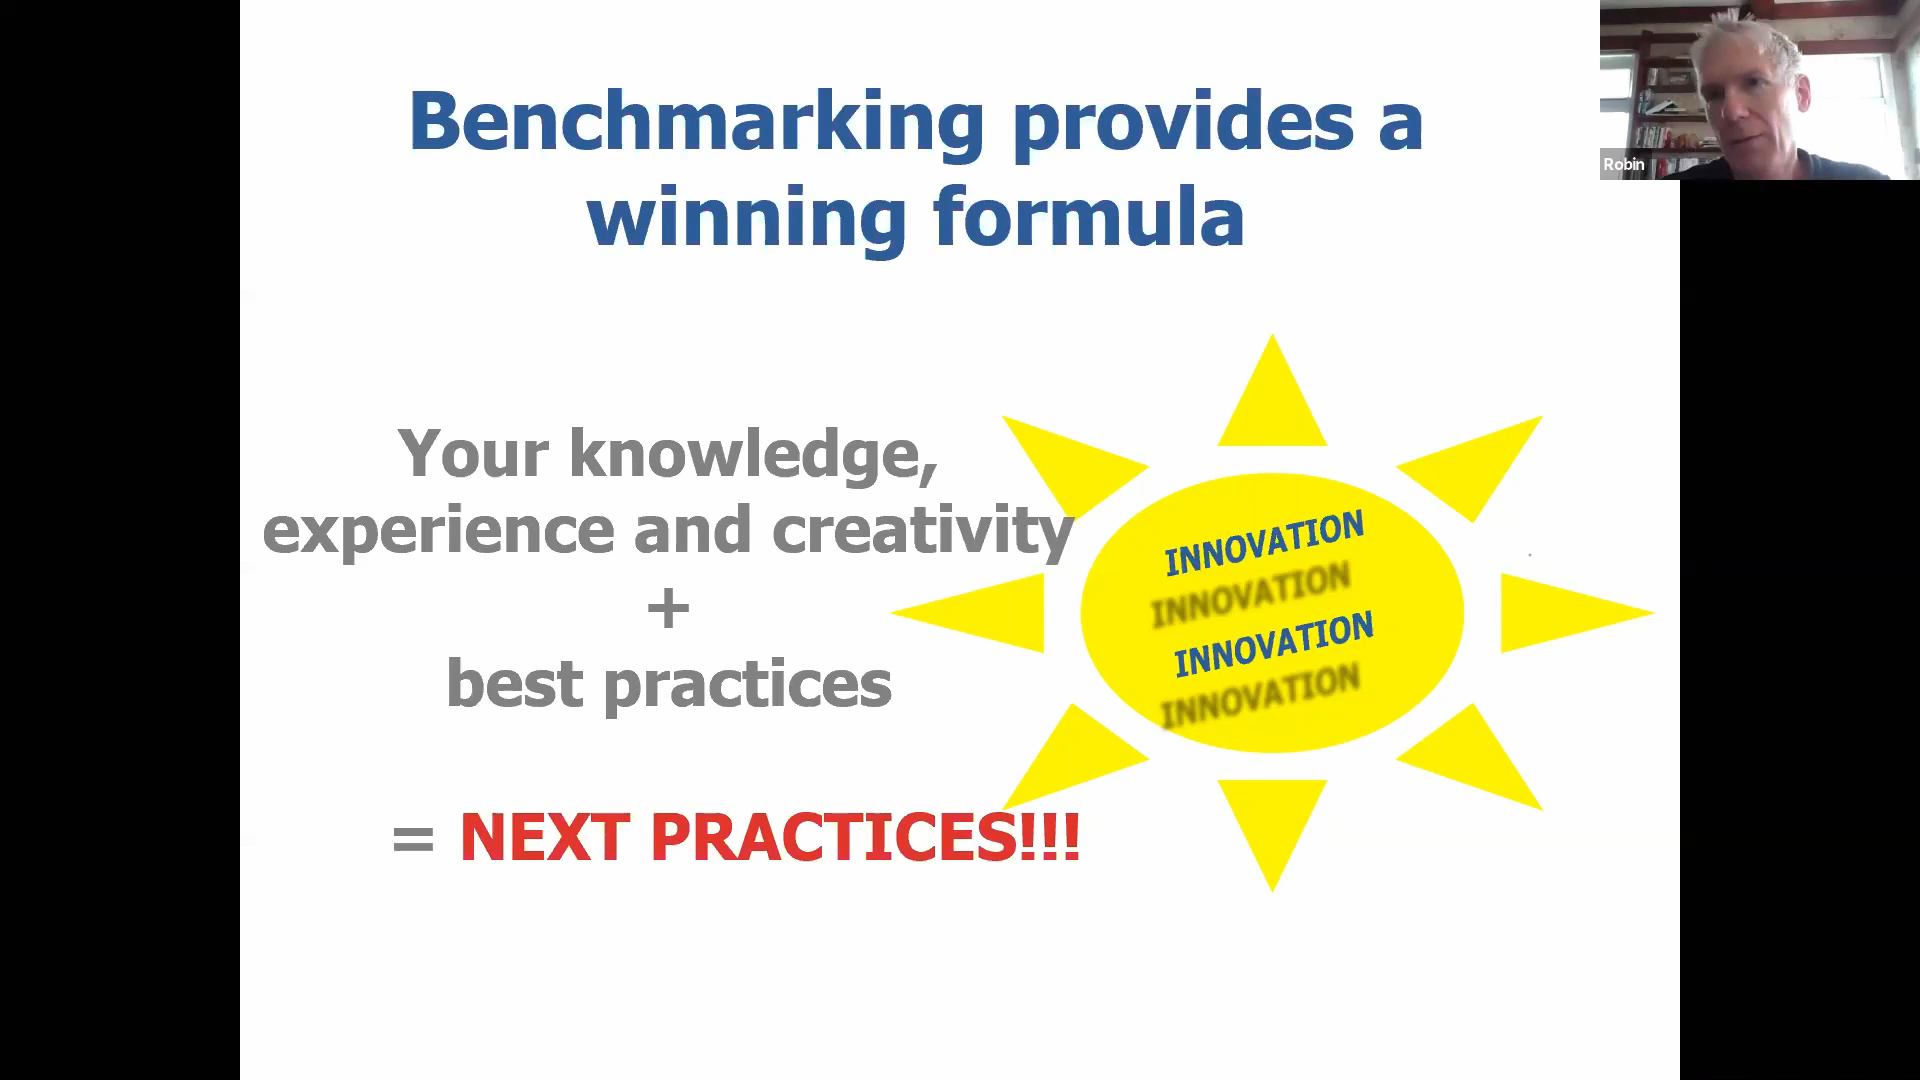 Benchmarking provides a
winning formula
Your knowledge,
experience and creativity
+
best practices
= NEXT PRACTICES!!!
INNOVATION
INNOVATION
INNOVATION
INNOVATION
Robin